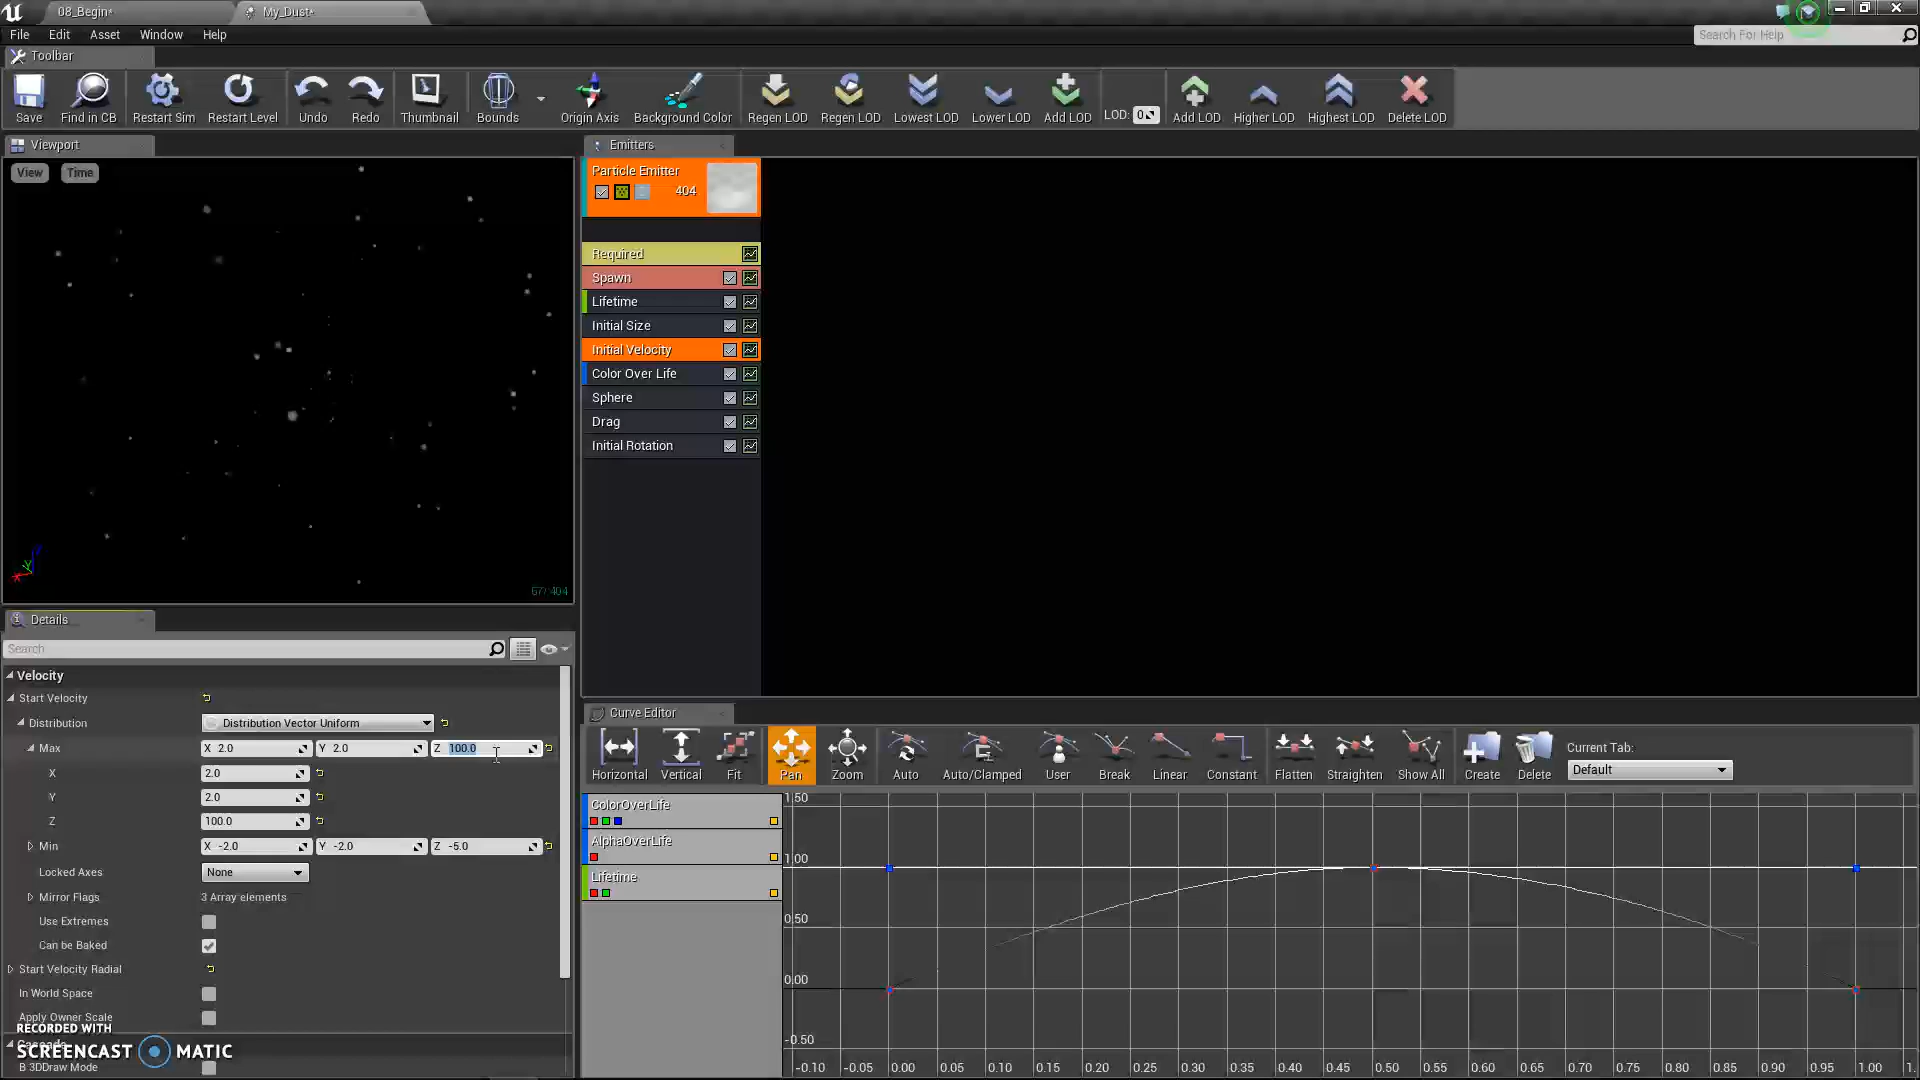 08_Begin*
My_Dust*
File Edit Asset Window Help
Search For Help
Toolbar
Save Find in CB Restart Sim Restart Level Undo Redo Thumbnail Bounds Origin Axis Background Color Regen LOD Regen LOD Lowest LOD Lower LOD Add LOD LOD: 0 Add LOD Higher LOD Highest LOD Delete LOD
Viewport
View Time
67/ 404
Emitters
Particle Emitter
404
Required
Spawn
Lifetime
Initial Size
Initial Velocity
Color Over Life
Sphere
Drag
Initial Rotation
Details
Search
Velocity
Start Velocity
Distribution Distribution Vector Uniform
Max X 2.0 Y 2.0 Z 100.0
X 2.0
Y 2.0
Z 100.0
Min X -2.0 Y -2.0 Z -5.0
Locked Axes None
Mirror Flags 3 Array elements
Use Extremes
Can be Baked
Start Velocity Radial
In World Space
Apply Owner Scale
Cascade
B 3DDraw Mode
RECORDED WITH
SCREENCAST MATIC
Curve Editor
Horizontal Vertical Fit Pan Zoom Auto Auto/Clamped User Break Linear Constant Flatten Straighten Show All Create Delete
Current Tab:
Default
ColorOverLife
AlphaOverLife
Lifetime
1.50
1.00
0.50
0.00
-0.50
-0.10 -0.05 0.00 0.05 0.10 0.15 0.20 0.25 0.30 0.35 0.40 0.45 0.50 0.55 0.60 0.65 0.70 0.75 0.80 0.85 0.90 0.95 1.00 1.